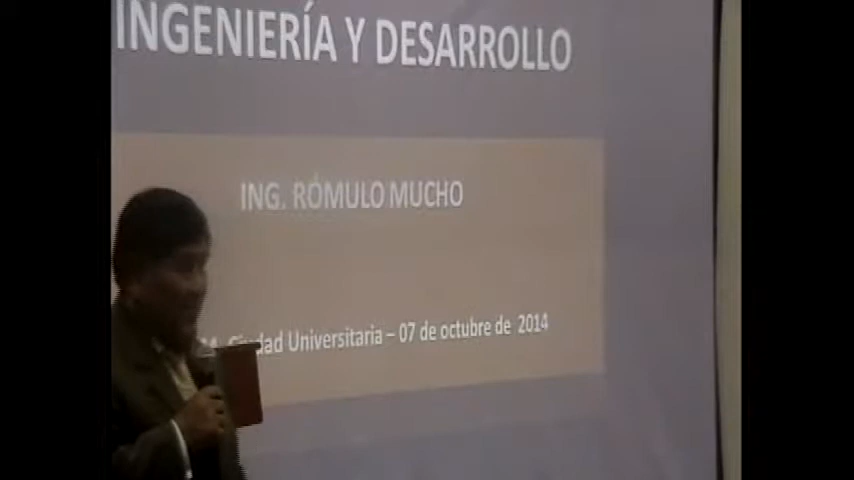 INGENIERÍA Y DESARROLLO
ING. RÓMULO MUCHO
Ciudad Universitaria – 07 de octubre de 2014